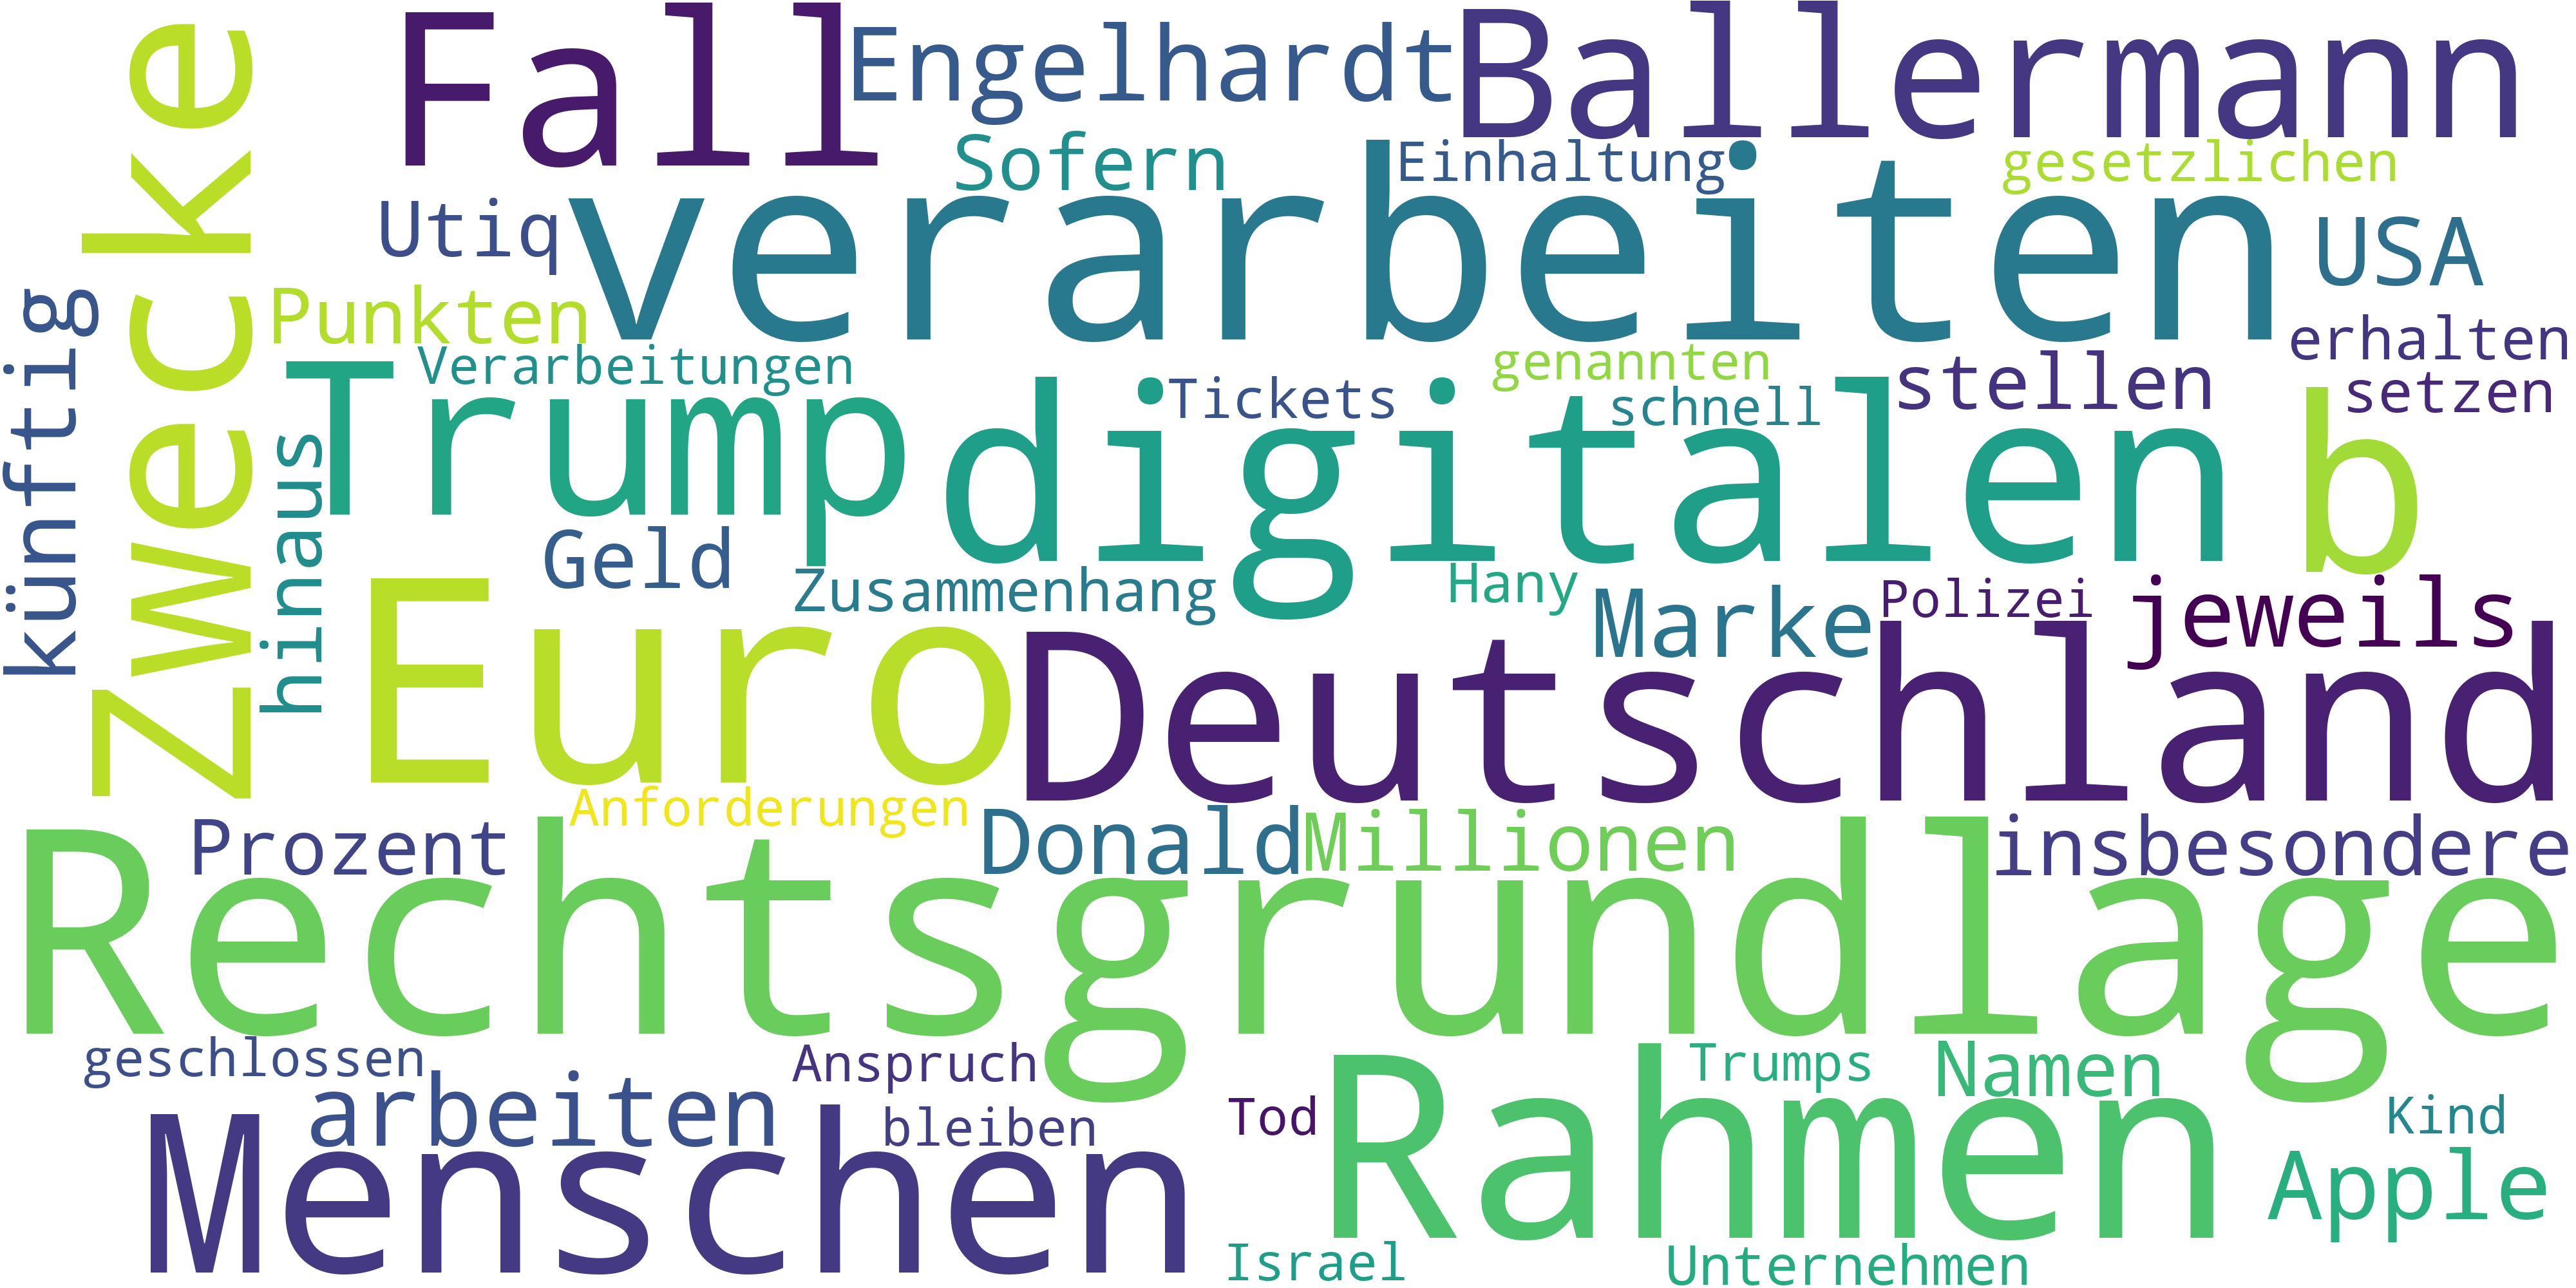 Fall
Engelhardt
Ballermann
Zwecke
Sofern
Einhaltung
gesetzlichen
Utiq
verarbeiten
USA
künftig
Punkten
Verarbeitungen
genannten
erhalten
Trump
Tickets
schnell
stellen
setzen
digitalen
b
hinaus
Geld
Zusammenhang
Hany
Marke
Polizei
jeweils
Euro
Deutschland
Anforderungen
Prozent
Donald
Millionen
insbesondere
Rechtsgrundlage
geschlossen
Anspruch
Trumps
Namen
arbeiten
bleiben
Tod
Rahmen
Kind
Menschen
Apple
Israel
Unternehmen